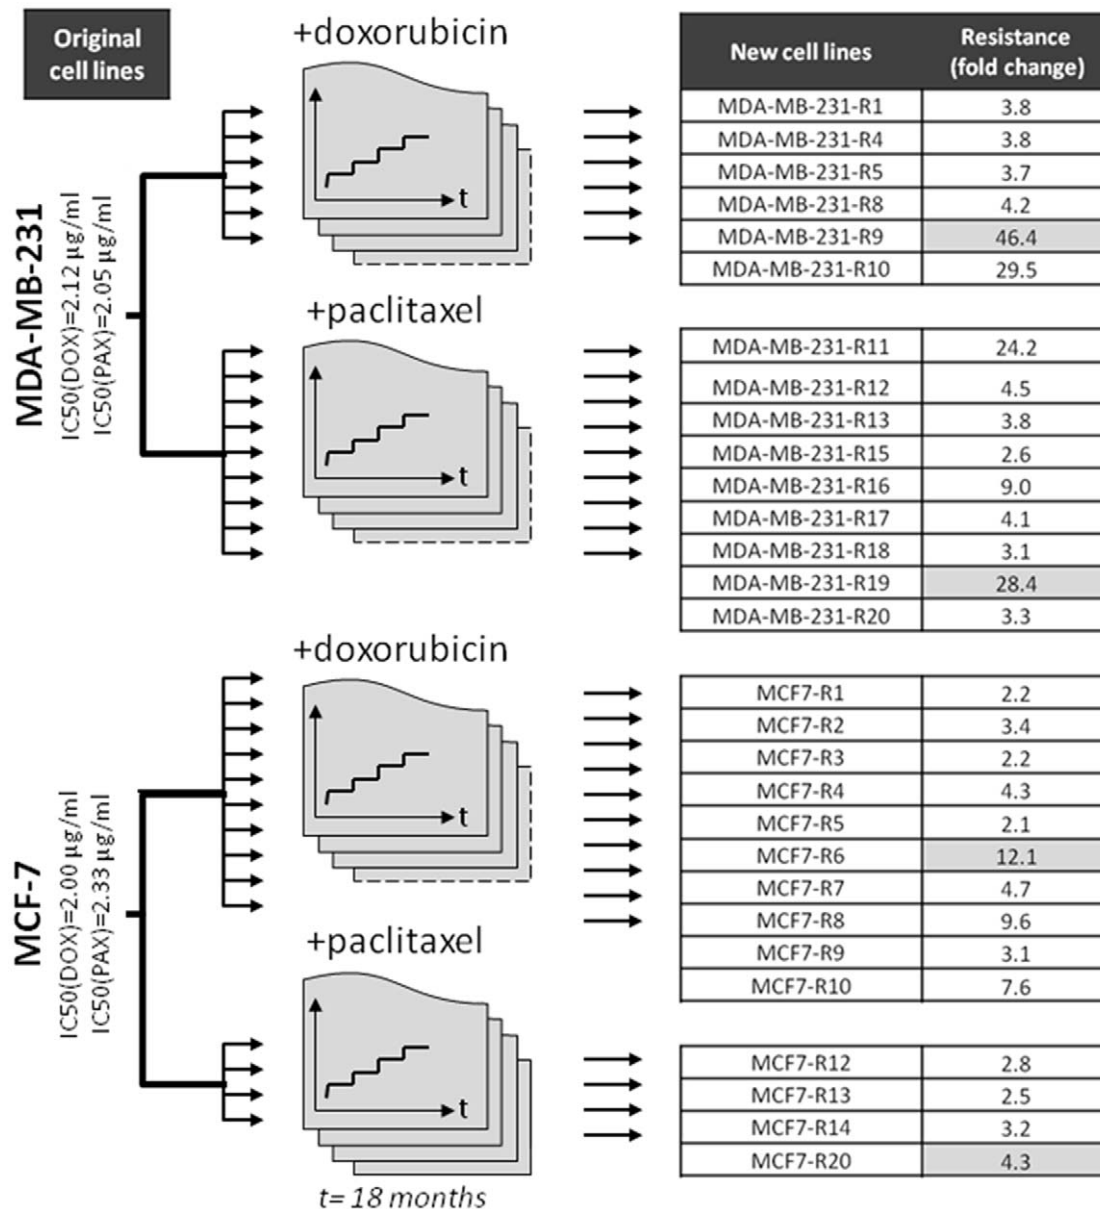 Original
cell lines
+doxorubicin
t
New cell lines
Resistance
(fold change)
MDA-MB-231-R1 3.8
MDA-MB-231-R4 3.8
MDA-MB-231-R5 3.7
MDA-MB-231-R8 4.2
MDA-MB-231-R9 46.4
MDA-MB-231-R10 29.5
MDA-MB-231
IC50(DOX)=2.12 µg/ml
IC50(PAX)=2.05 µg/ml
+paclitaxel
t
MDA-MB-231-R11 24.2
MDA-MB-231-R12 4.5
MDA-MB-231-R13 3.8
MDA-MB-231-R15 2.6
MDA-MB-231-R16 9.0
MDA-MB-231-R17 4.1
MDA-MB-231-R18 3.1
MDA-MB-231-R19 28.4
MDA-MB-231-R20 3.3
+doxorubicin
t
MCF7-R1 2.2
MCF7-R2 3.4
MCF7-R3 2.2
MCF7-R4 4.3
MCF7-R5 2.1
MCF7-R6 12.1
MCF7-R7 4.7
MCF7-R8 9.6
MCF7-R9 3.1
MCF7-R10 7.6
MCF-7
IC50(DOX)=2.00 µg/ml
IC50(PAX)=2.33 µg/ml
+paclitaxel
t
MCF7-R12 2.8
MCF7-R13 2.5
MCF7-R14 3.2
MCF7-R20 4.3
t= 18 months